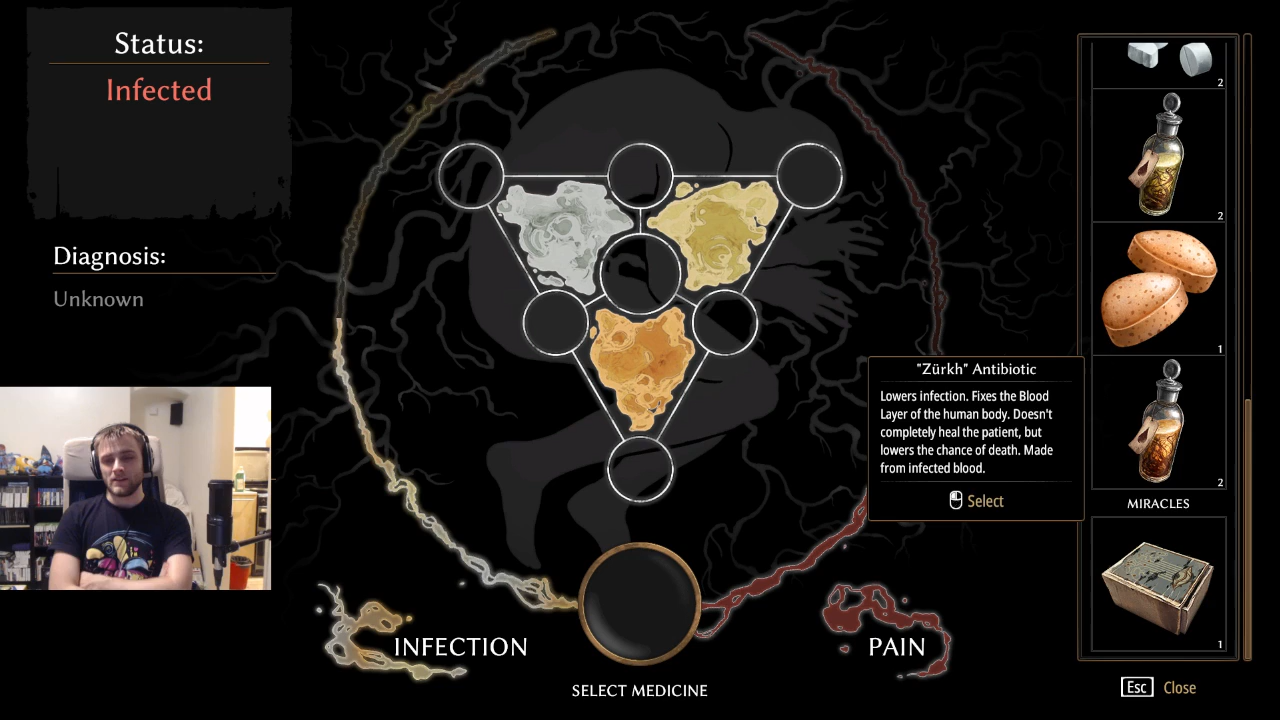 Status:
Infected
Diagnosis:
Unknown
2
2
1
"Zürkh" Antibiotic
Lowers infection. Fixes the Blood
Layer of the human body. Doesn't
completely heal the patient, but
lowers the chance of death. Made
from infected blood.
Select
2
MIRACLES
1
INFECTION
PAIN
SELECT MEDICINE
Esc Close